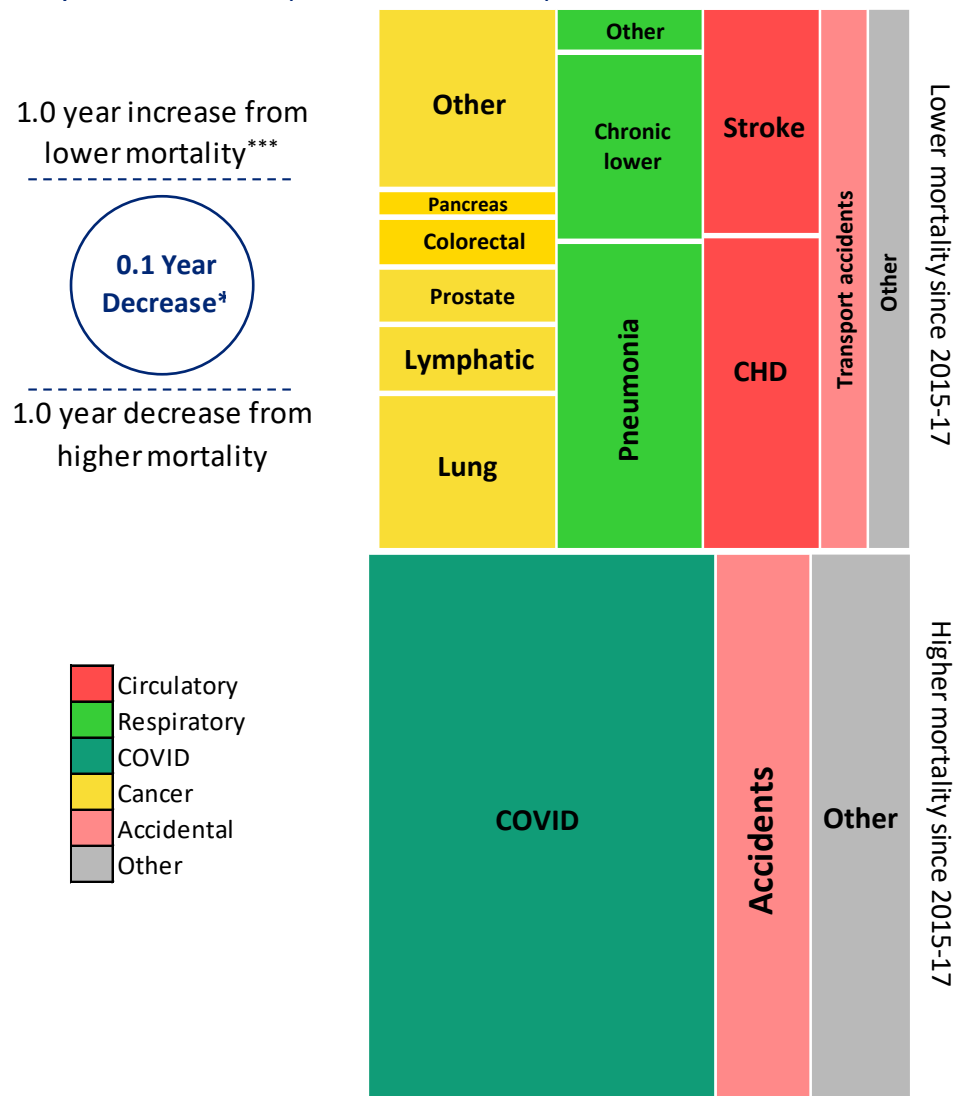 1.0 year increase from
lower mortality***
0.1 Year
Decrease*
1.0 year decrease from
higher mortality
Other
Pancreas
Colorectal
Prostate
Lymphatic
Lung
Other
Chronic
lower
Pneumonia
Stroke
CHD
Transport accidents
Other
Lower mortality since 2015-17
Circulatory
Respiratory
COVID
Cancer
Accidental
Other
COVID
Accidents
Other
Higher mortality since 2015-17